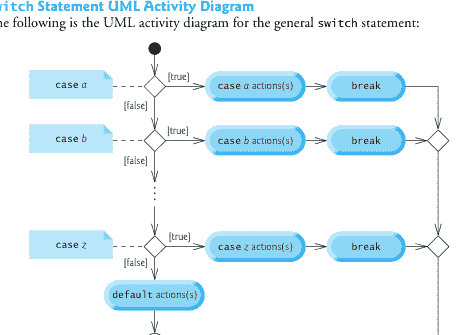 witch Statement UML Activity Diagram
he following is the UML activity diagram for the general switch statement:
[true]
case a
case a actions(s)
break
[false]
[true]
case b
case b actions(s)
break
[false]
[true]
case z
case z actions(s)
break
[false]
default actions(s)